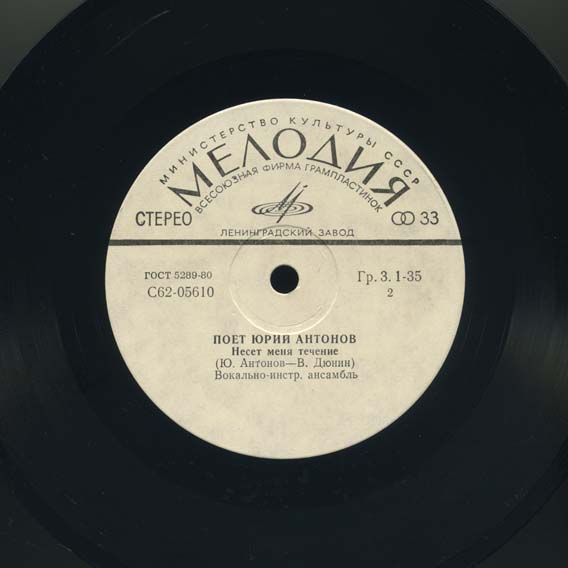 МИНИСТЕРСТВО КУЛЬТУРЫ СССР
МЕЛОДИЯ
ВСЕСОЮЗНАЯ ФИРМА ГРАМПЛАСТИНОК
СТЕРЕО
33
ЛЕНИНГРАДСКИЙ ЗАВОД
ГОСТ 5289-80
С62-05610
Гр. 3. 1-35
2
ПОЕТ ЮРИЙ АНТОНОВ
Несет меня течение
(Ю. Антонов—В. Дюнин)
Вокально-инстр. ансамбль